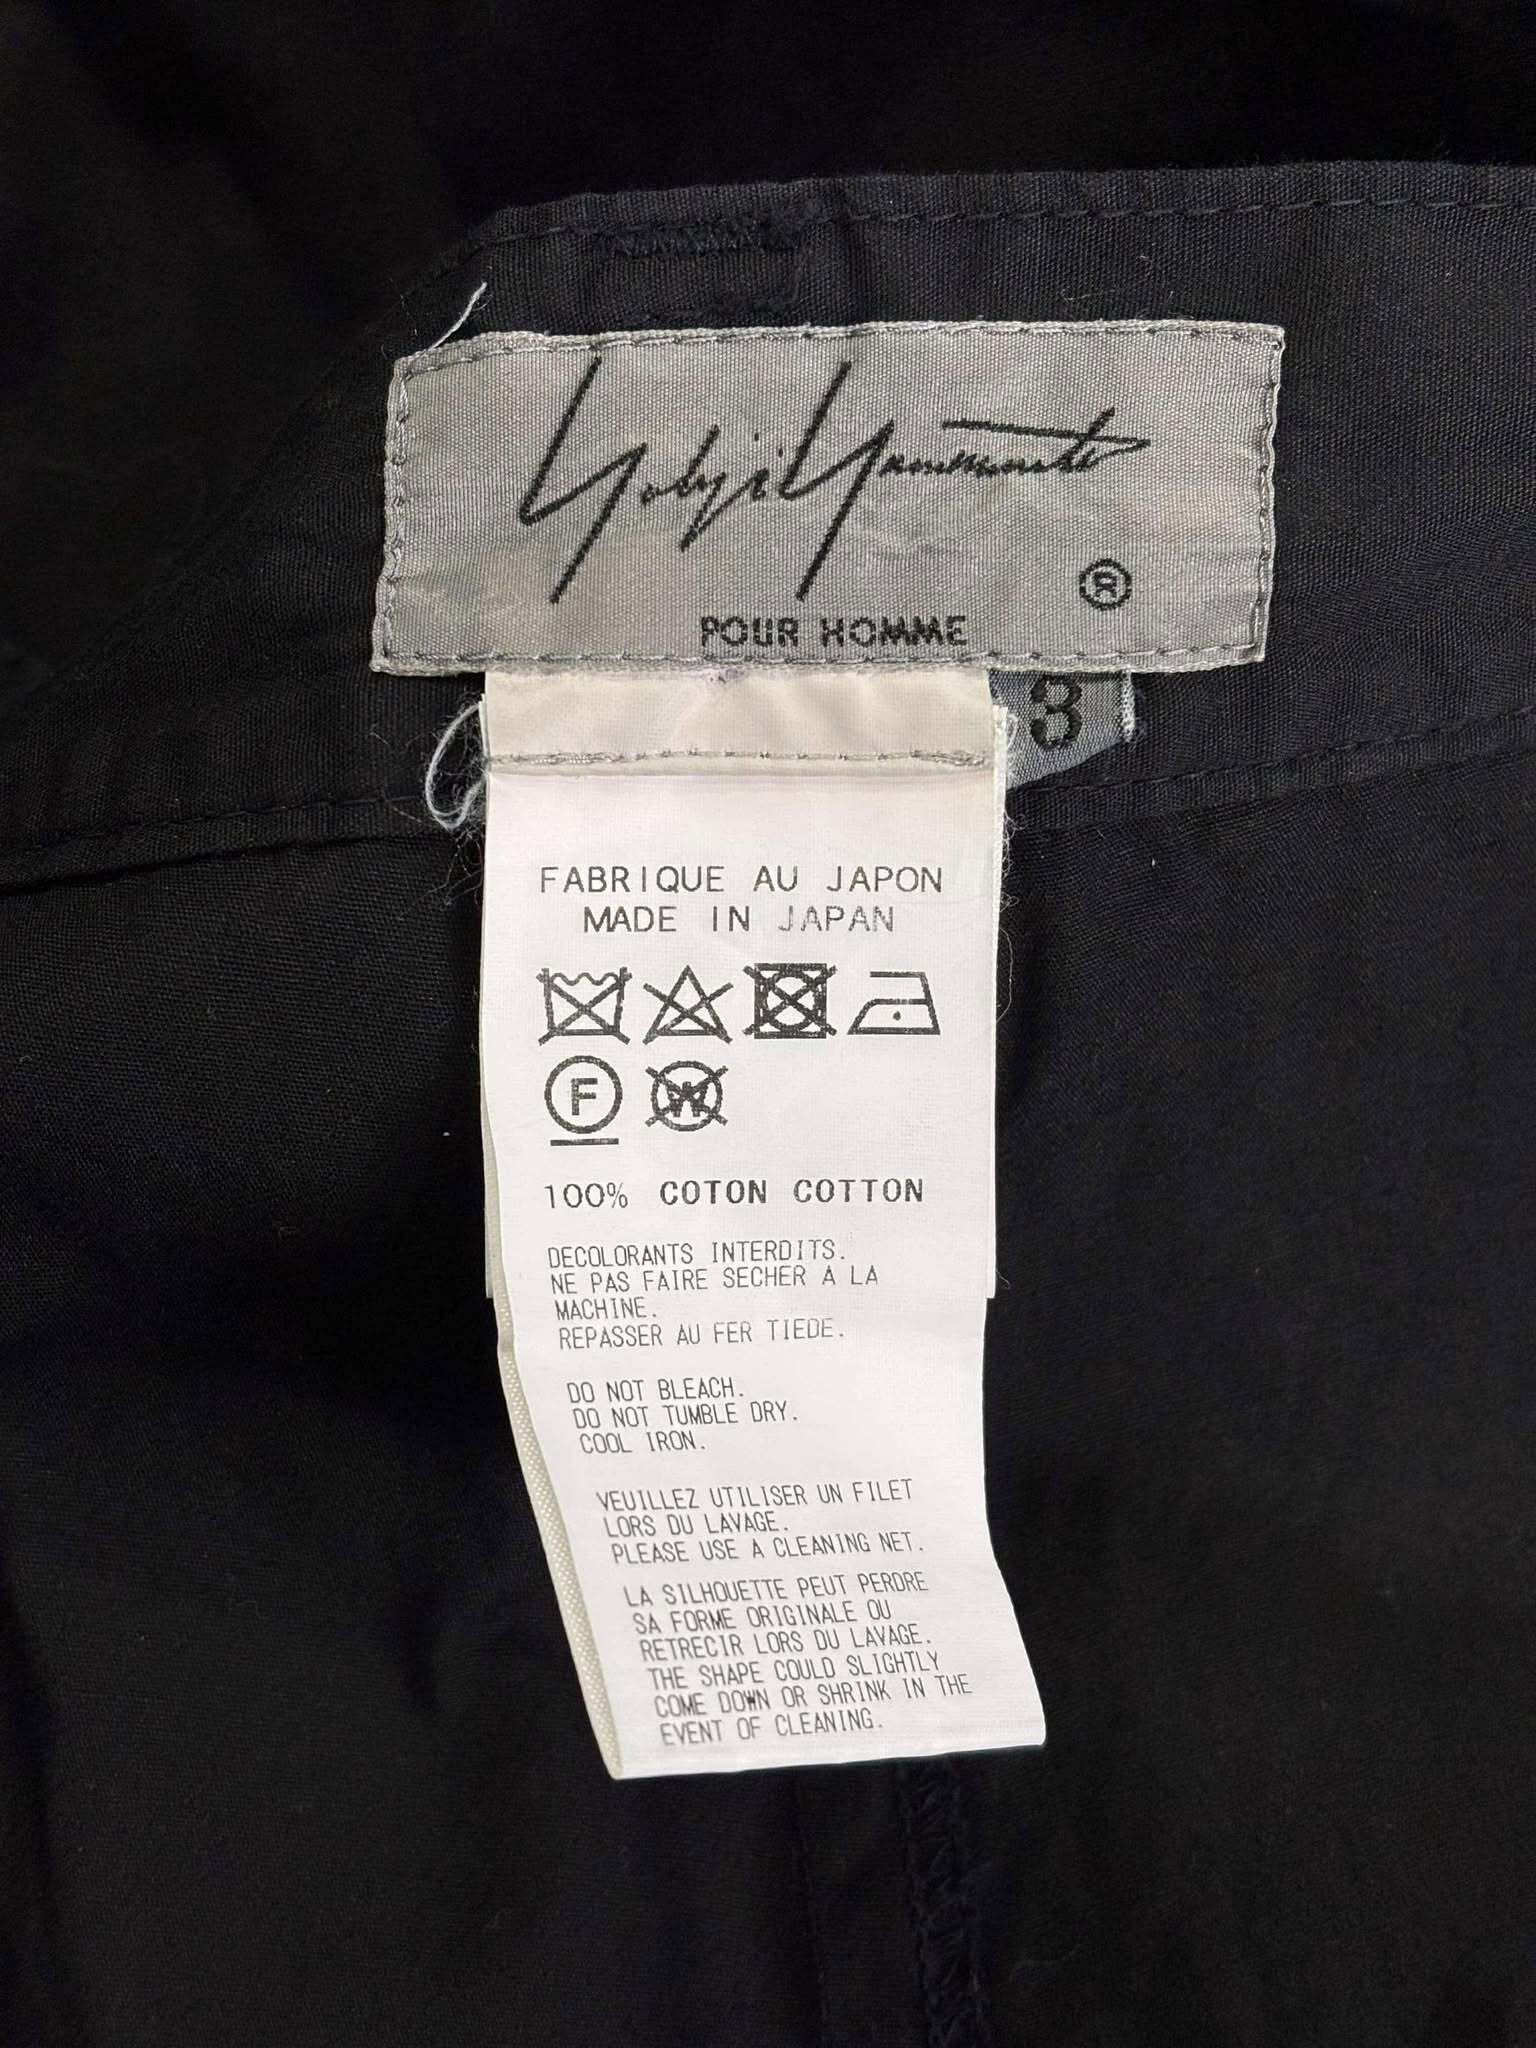 Yohji Yamamoto
®
POUR HOMME
3
FABRIQUE AU JAPON
MADE IN JAPAN
F W
100% COTON COTTON
DECOLORANTS INTERDITS.
NE PAS FAIRE SECHER A LA
MACHINE.
REPASSER AU FER TIEDE.
DO NOT BLEACH.
DO NOT TUMBLE DRY.
COOL IRON.
VEUILLEZ UTILISER UN FILET
LORS DU LAVAGE.
PLEASE USE A CLEANING NET.
LA SILHOUETTE PEUT PERDRE
SA FORME ORIGINALE OU
RETRECIR LORS DU LAVAGE.
THE SHAPE COULD SLIGHTLY
COME DOWN OR SHRINK IN THE
EVENT OF CLEANING.